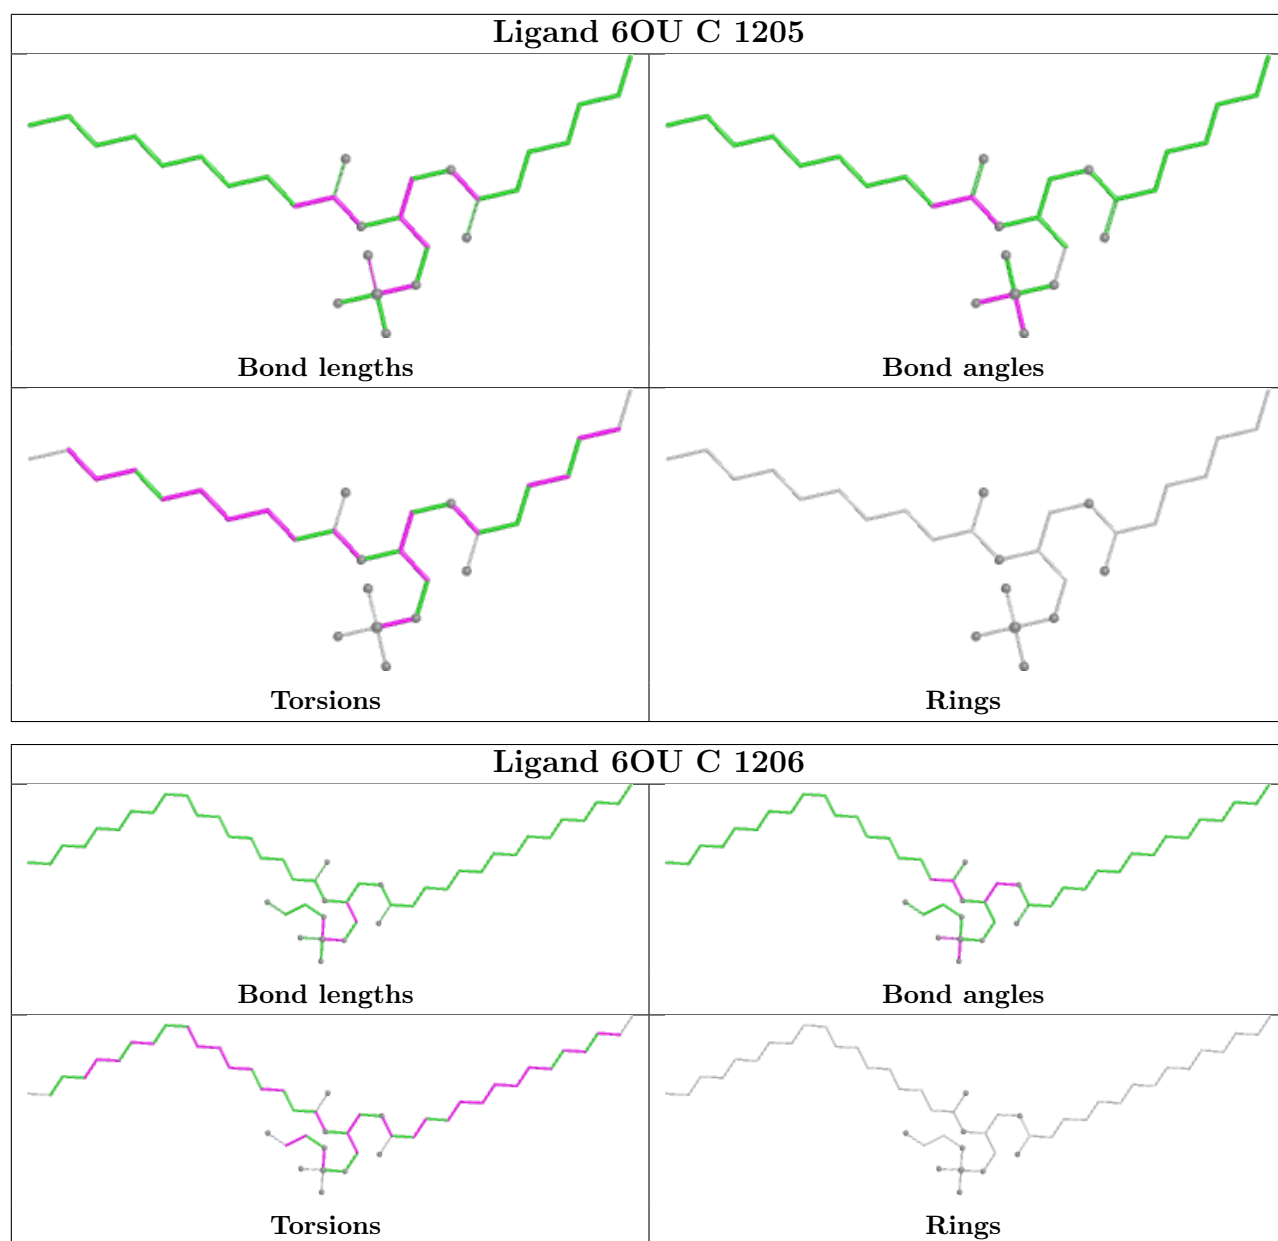 Ligand 6OU C 1205
Bond lengths
Bond angles
Torsions
Rings
Ligand 6OU C 1206
Bond lengths
Bond angles
Torsions
Rings